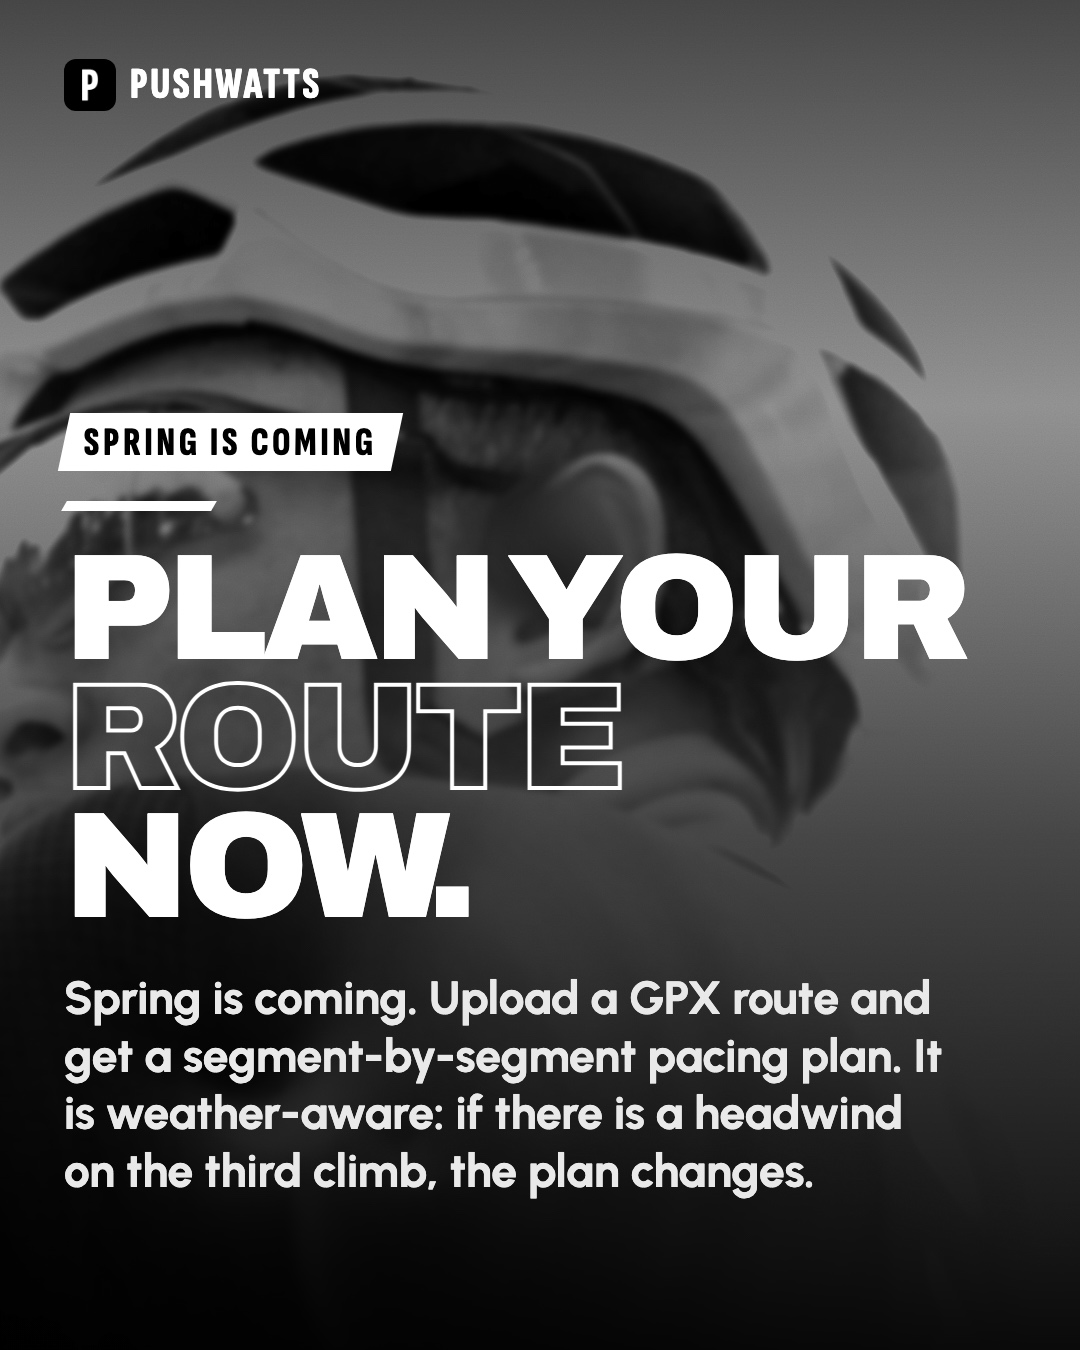 P PUSHWATTS
SPRING IS COMING
PLAN YOUR
ROUTE
NOW.
Spring is coming. Upload a GPX route and
get a segment-by-segment pacing plan. It
is weather-aware: if there is a headwind
on the third climb, the plan changes.